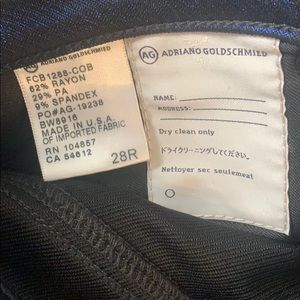 AG ADRIANO GOLDSCHMIED
FCB1288-COB
62% RAYON
29% PA
9% SPANDEX
PO#AG-19238
BW8916
MADE IN U.S.A.
OF IMPORTED FABRIC
RN 104857
CA 54612
28R
AG ADRIANO GOLDSCHMIED
NAME:
ADDRESS:
Dry clean only
ドライクリーニングしてください。
Nettoyer sec seulement